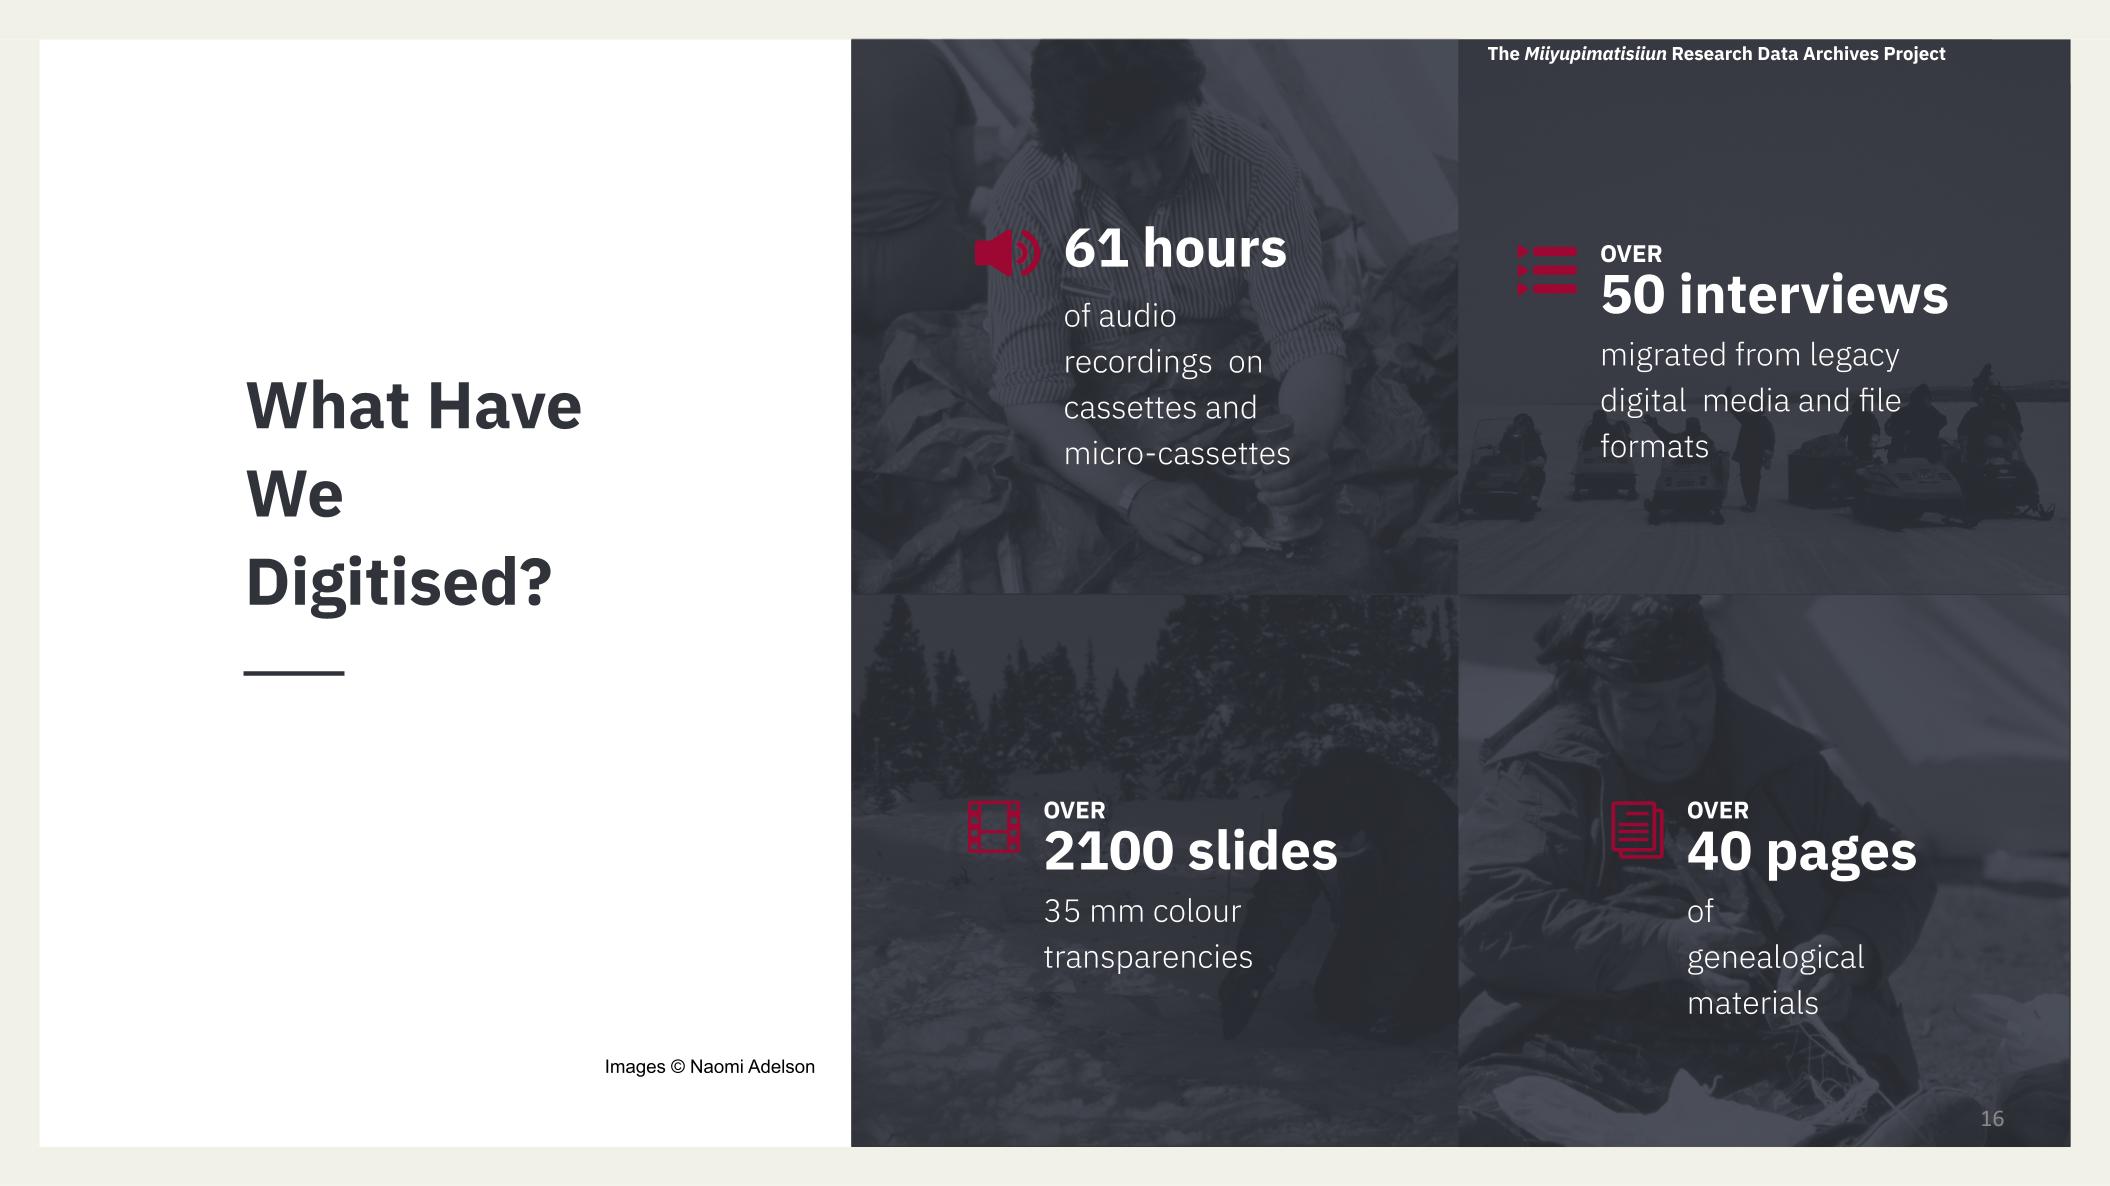 The Miiyupimatisiiun Research Data Archives Project
What Have
We
Digitised?
Images © Naomi Adelson
61 hours
of audio
recordings on
cassettes and
micro-cassettes
OVER
50 interviews
migrated from legacy
digital media and file
formats
OVER
2100 slides
35 mm colour
transparencies
OVER
40 pages
of
genealogical
materials
16